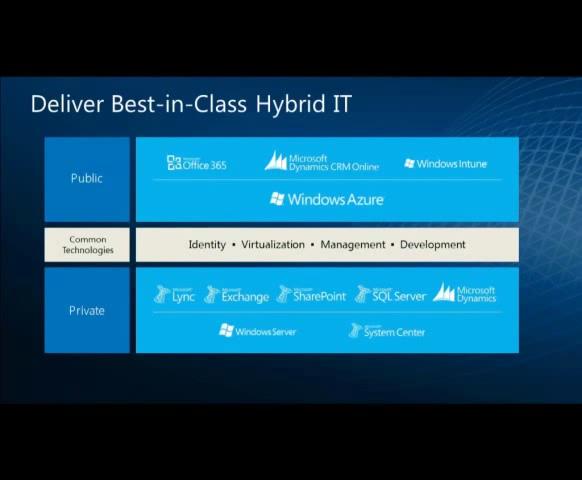 Deliver Best-in-Class Hybrid IT
Public
Microsoft
Office 365
Microsoft
Dynamics CRM Online
Windows Intune
Windows Azure
Common
Technologies
Identity • Virtualization • Management • Development
Private
Lync
Exchange
SharePoint
SQL Server
Microsoft
Dynamics
Windows Server
System Center